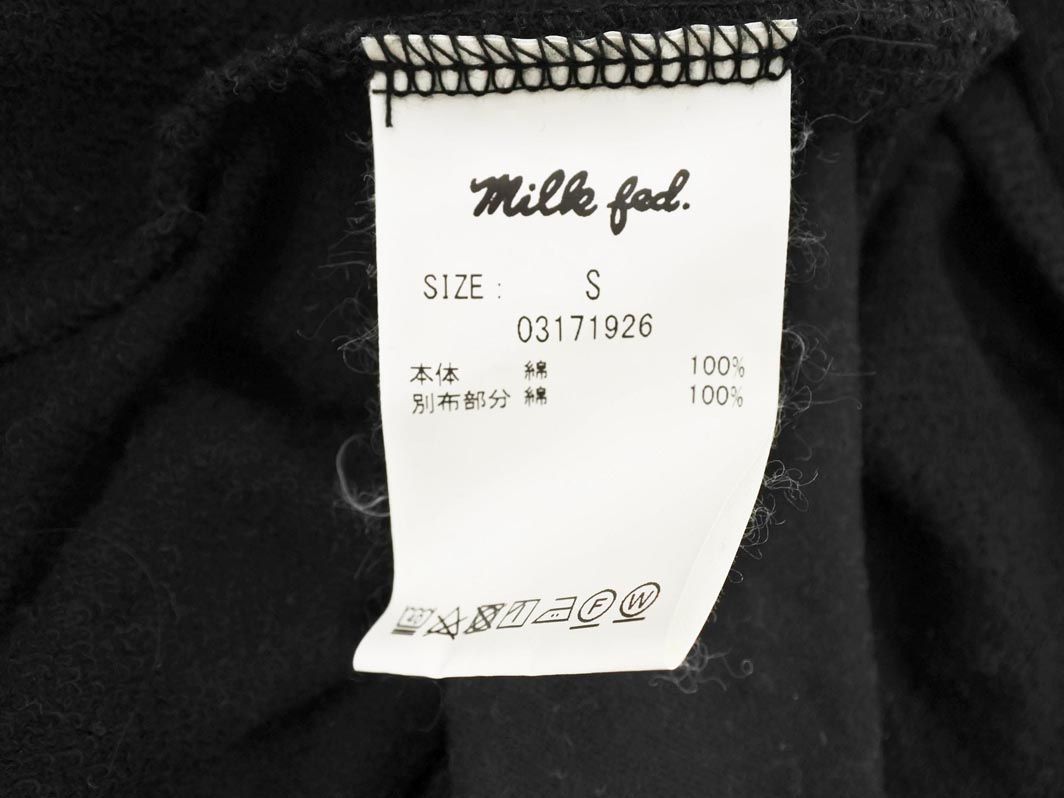 Milk fed.
SIZE : S
03171926
本体 綿 100%
別布部分 綿 100%
F W